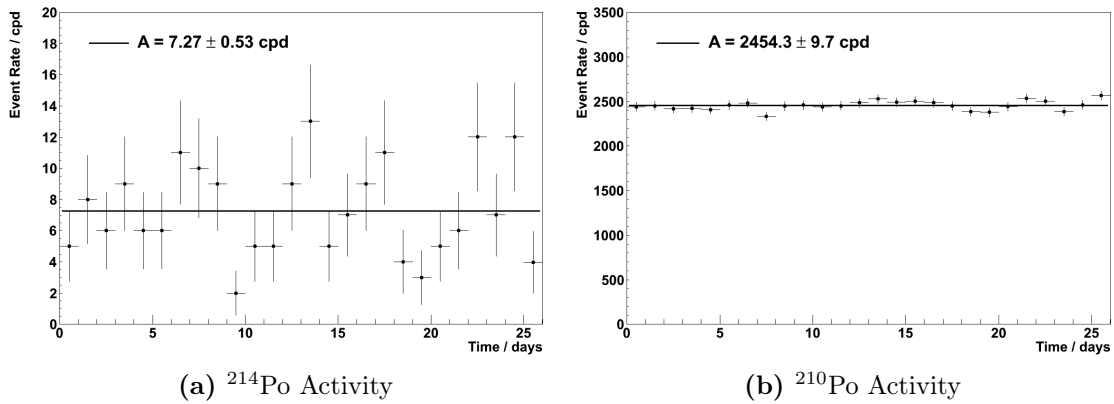 Event Rate / cpd
20
18
16
14
12
10
8
6
4
2
0
A = 7.27 ± 0.53 cpd
0 5 10 15 20 25
Time / days
(a) ²¹⁴Po Activity
Event Rate / cpd
3500
3000
2500
2000
1500
1000
500
0
A = 2454.3 ± 9.7 cpd
0 5 10 15 20 25
Time / days
(b) ²¹⁰Po Activity